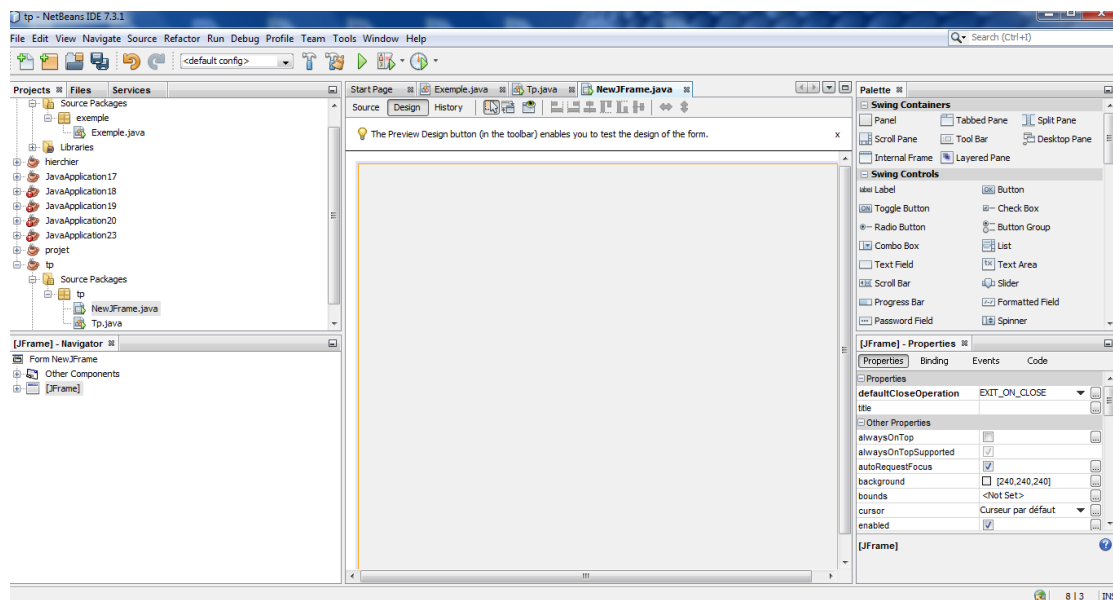 tp - NetBeans IDE 7.3.1
File Edit View Navigate Source Refactor Run Debug Profile Team Tools Window Help
Search (Ctrl+I)
<default config>
Projects Files Services
Source Packages
exemple
Exemple.java
Libraries
hierchier
JavaApplication17
JavaApplication18
JavaApplication19
JavaApplication20
JavaApplication23
projet
tp
Source Packages
tp
NewJFrame.java
Tp.java
[JFrame] - Navigator
Form NewJFrame
Other Components
[JFrame]
Start Page Exemple.java Tp.java NewJFrame.java
Source Design History
The Preview Design button (in the toolbar) enables you to test the design of the form. x
Palette
Swing Containers
Panel Tabbed Pane Split Pane
Scroll Pane Tool Bar Desktop Pane
Internal Frame Layered Pane
Swing Controls
label Label OK Button
ON Toggle Button Check Box
Radio Button Button Group
Combo Box List
Text Field Text Area
Scroll Bar Slider
Progress Bar Formatted Field
Password Field Spinner
[JFrame] - Properties
Properties Binding Events Code
Properties
defaultCloseOperation EXIT_ON_CLOSE
title
Other Properties
alwaysOnTop
alwaysOnTopSupported
autoRequestFocus
background [240,240,240]
bounds <Not Set>
cursor Curseur par défaut
enabled
[JFrame]
8 | 3 INS